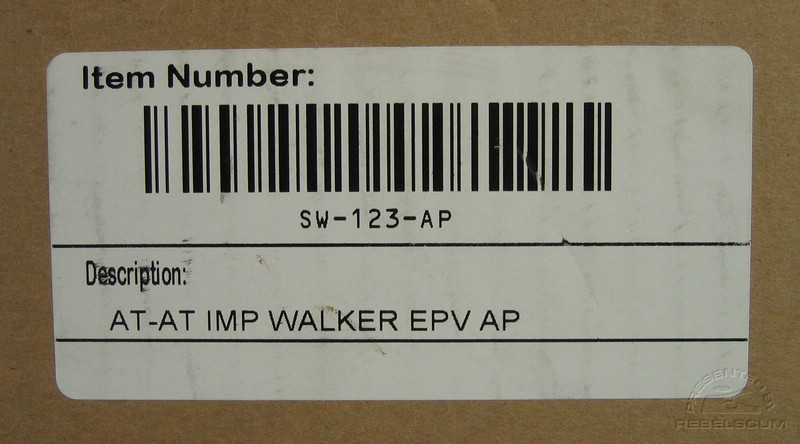 Item Number:
SW-123-AP
Description:
AT-AT IMP WALKER EPV AP
PRESENTED BY
REBELSCUM